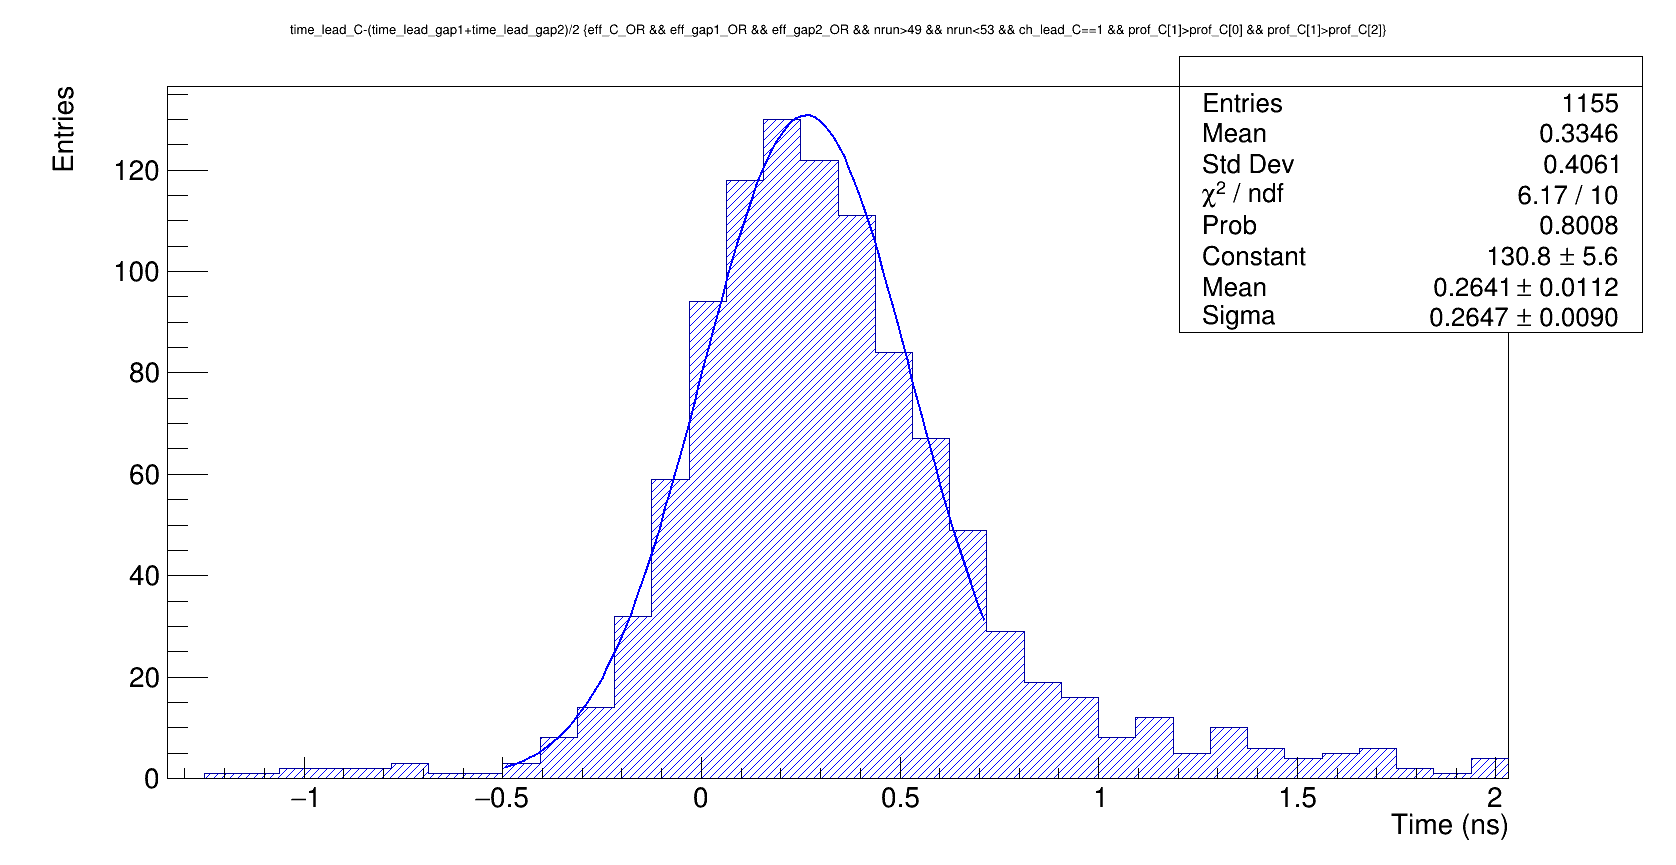 time_lead_C-(time_lead_gap1+time_lead_gap2)/2 {eff_C_OR && eff_gap1_OR && eff_gap2_OR && nrun>49 && nrun<53 && ch_lead_C==1 && prof_C[1]>prof_C[0] && prof_C[1]>prof_C[2]}
Entries
Entries 1155
Mean 0.3346
Std Dev 0.4061
χ² / ndf 6.17 / 10
Prob 0.8008
Constant 130.8 ± 5.6
Mean 0.2641 ± 0.0112
Sigma 0.2647 ± 0.0090
120
100
80
60
40
20
0
−1 −0.5 0 0.5 1 1.5 2
Time (ns)